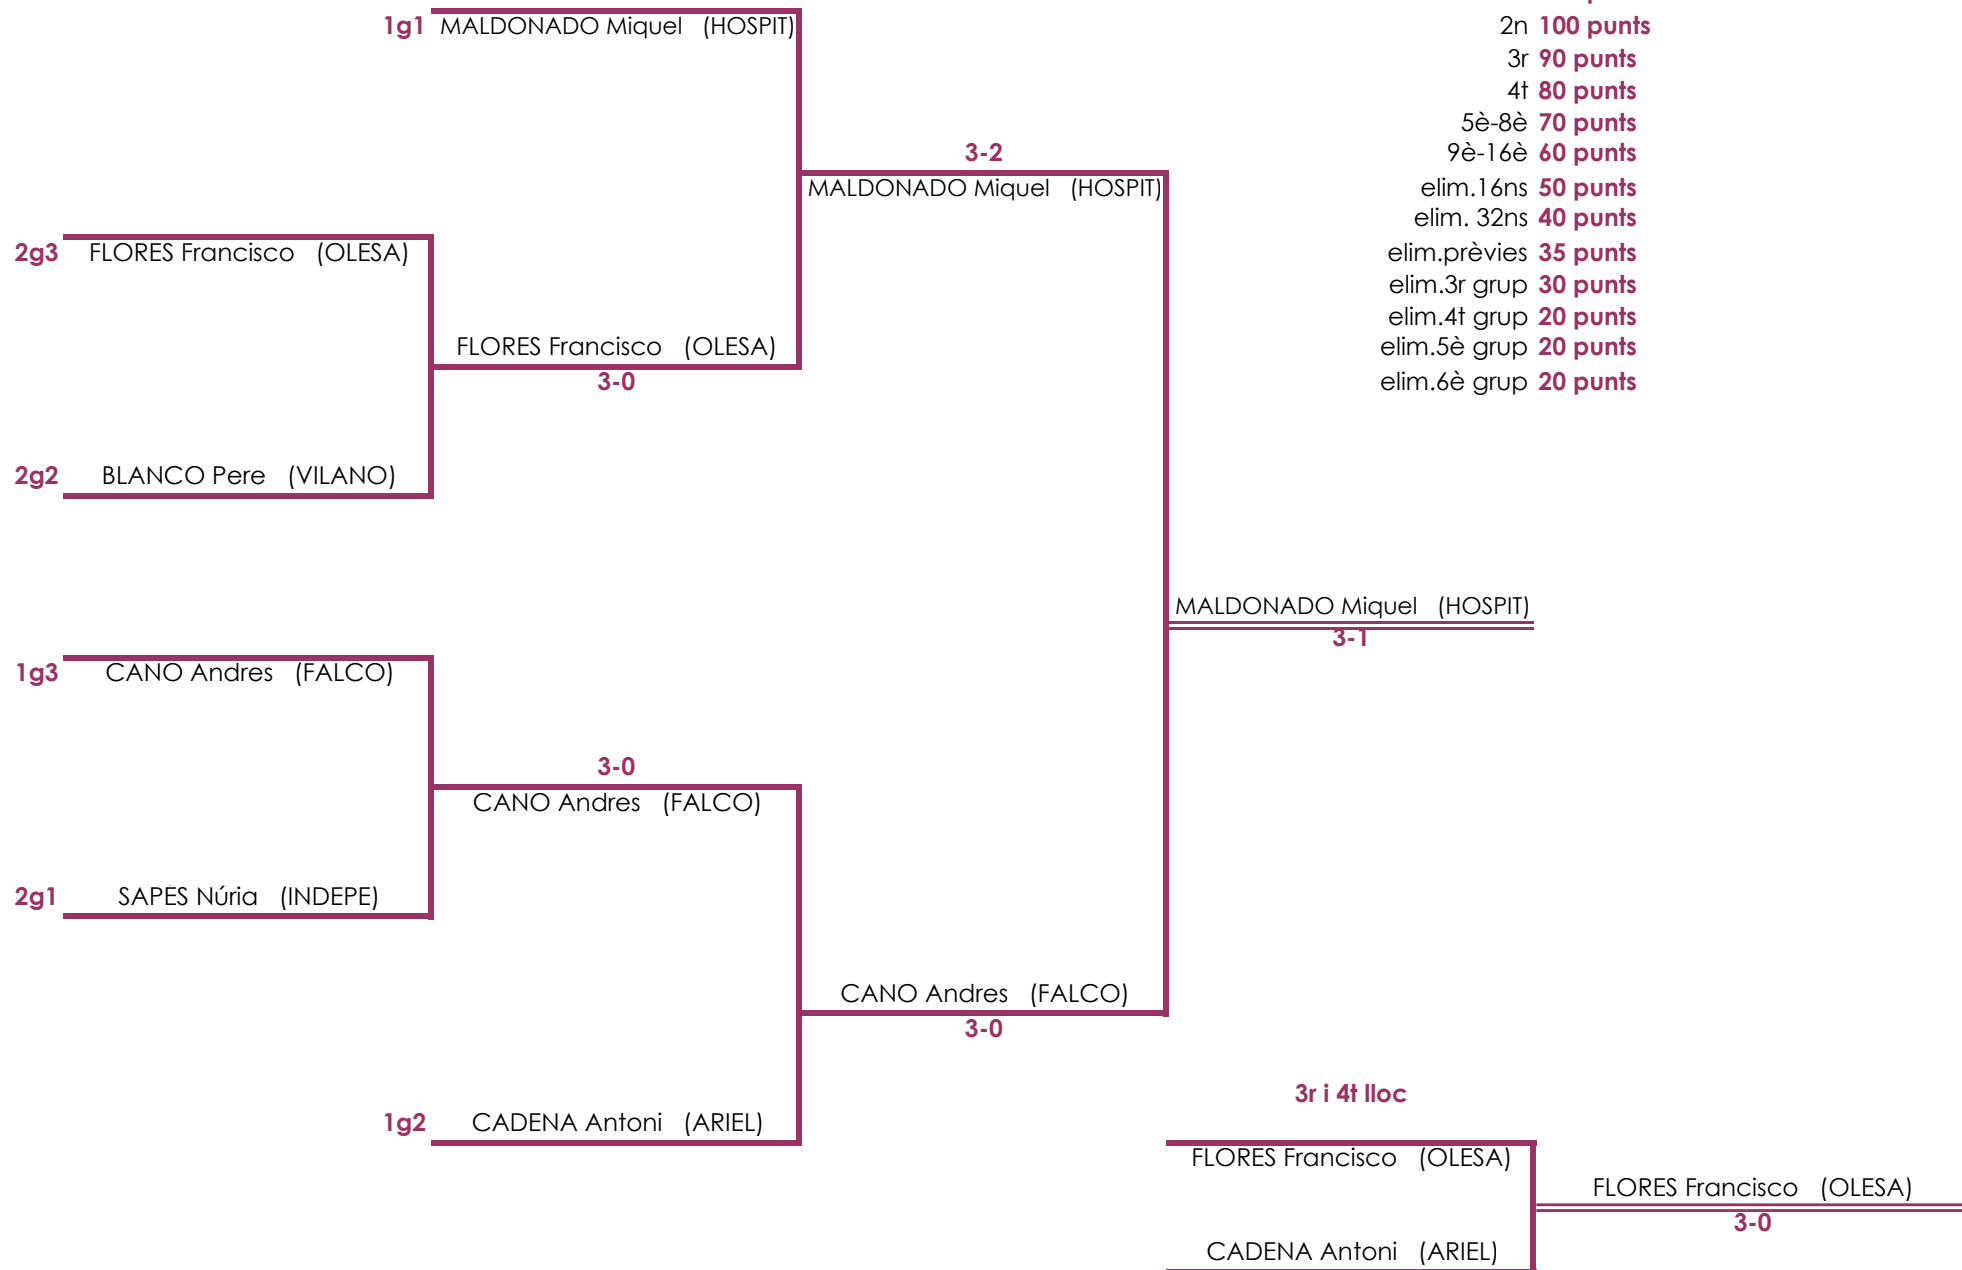 1g1 MALDONADO Miquel (HOSPIT)
2n 100 punts
3r 90 punts
4t 80 punts
5è-8è 70 punts
9è-16è 60 punts
elim.16ns 50 punts
elim. 32ns 40 punts
elim.prèvies 35 punts
elim.3r grup 30 punts
elim.4t grup 20 punts
elim.5è grup 20 punts
elim.6è grup 20 punts
3-2
MALDONADO Miquel (HOSPIT)
2g3 FLORES Francisco (OLESA)
FLORES Francisco (OLESA)
3-0
2g2 BLANCO Pere (VILANO)
MALDONADO Miquel (HOSPIT)
3-1
1g3 CANO Andres (FALCO)
3-0
CANO Andres (FALCO)
2g1 SAPÉS Núria (INDEPE)
CANO Andres (FALCO)
3-0
1g2 CADENA Antoni (ARIEL)
3r i 4t lloc
FLORES Francisco (OLESA)
FLORES Francisco (OLESA)
3-0
CADENA Antoni (ARIEL)